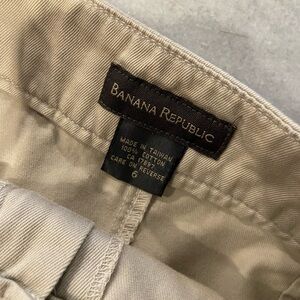 BANANA REPUBLIC
MADE IN TAIWAN
100% COTTON
CA 17897
CARE ON REVERSE
6